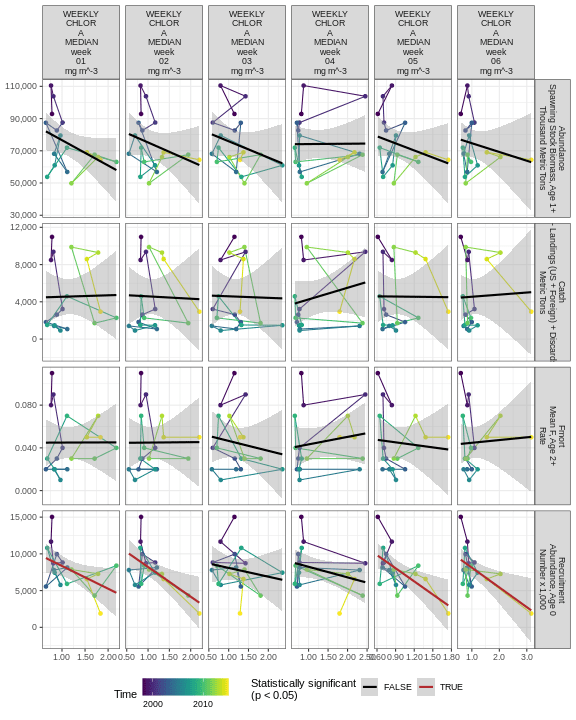 WEEKLY
CHLOR
A
MEDIAN
week
01
mg m^-3
WEEKLY
CHLOR
A
MEDIAN
week
02
mg m^-3
WEEKLY
CHLOR
A
MEDIAN
week
03
mg m^-3
WEEKLY
CHLOR
A
MEDIAN
week
04
mg m^-3
WEEKLY
CHLOR
A
MEDIAN
week
05
mg m^-3
WEEKLY
CHLOR
A
MEDIAN
week
06
mg m^-3
110,000
90,000
70,000
50,000
30,000
Abundance
Spawning Stock Biomass, Age 1+
Thousand Metric Tons
12,000
8,000
4,000
0
Catch
- Landings (US + Foreign) + Discard
Metric Tons
0.080
0.040
0.000
Fmort
Mean F, Age 2+
Rate
15,000
10,000
5,000
0
Recruitment
Abundance, Age 0
Number x 1,000
1.00 1.50 2.00
1.00 1.50 2.00
1.00 1.50 2.00
1.00 1.50 2.00
0.90 1.20 1.50 1.80
1.0 2.0 3.0
Time
2000 2010
Statistically significant
(p < 0.05)
FALSE
TRUE